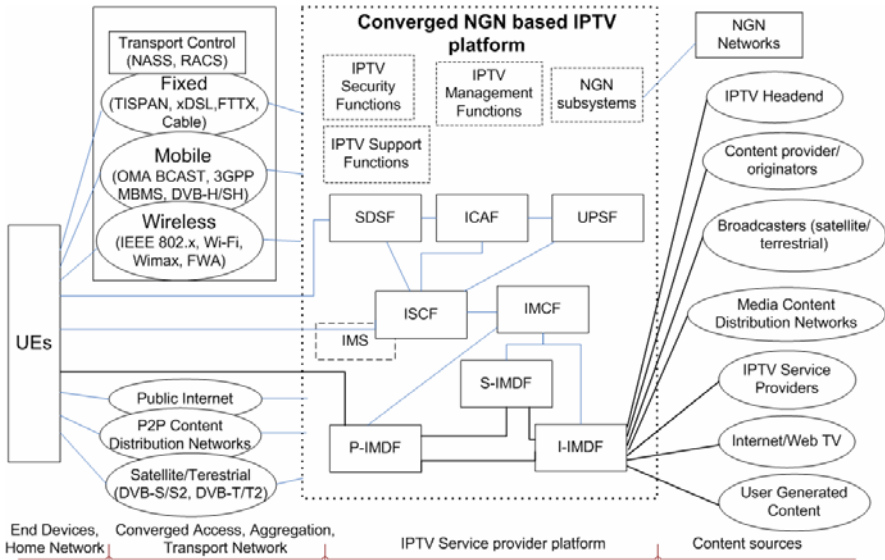 Converged NGN based IPTV
platform
Transport Control
(NASS, RACS)
Fixed
(TISPAN, xDSL,FTTX,
Cable)
Mobile
(OMA BCAST, 3GPP
MBMS, DVB-H/SH)
Wireless
(IEEE 802.x, Wi-Fi,
Wimax, FWA)
UEs
Public Internet
P2P Content
Distribution Networks
Satellite/Terestrial
(DVB-S/S2, DVB-T/T2)
IPTV
Security
Functions
IPTV
Management
Functions
NGN
subsystems
IPTV Support
Functions
SDSF
ICAF
UPSF
ISCF
IMCF
IMS
S-IMDF
P-IMDF
I-IMDF
NGN
Networks
IPTV Headend
Content provider/
originators
Broadcasters (satellite/
terrestrial)
Media Content
Distribution Networks
IPTV Service
Providers
Internet/Web TV
User Generated
Content
End Devices,
Home Network
Converged Access, Aggregation,
Transport Network
IPTV Service provider platform
Content sources